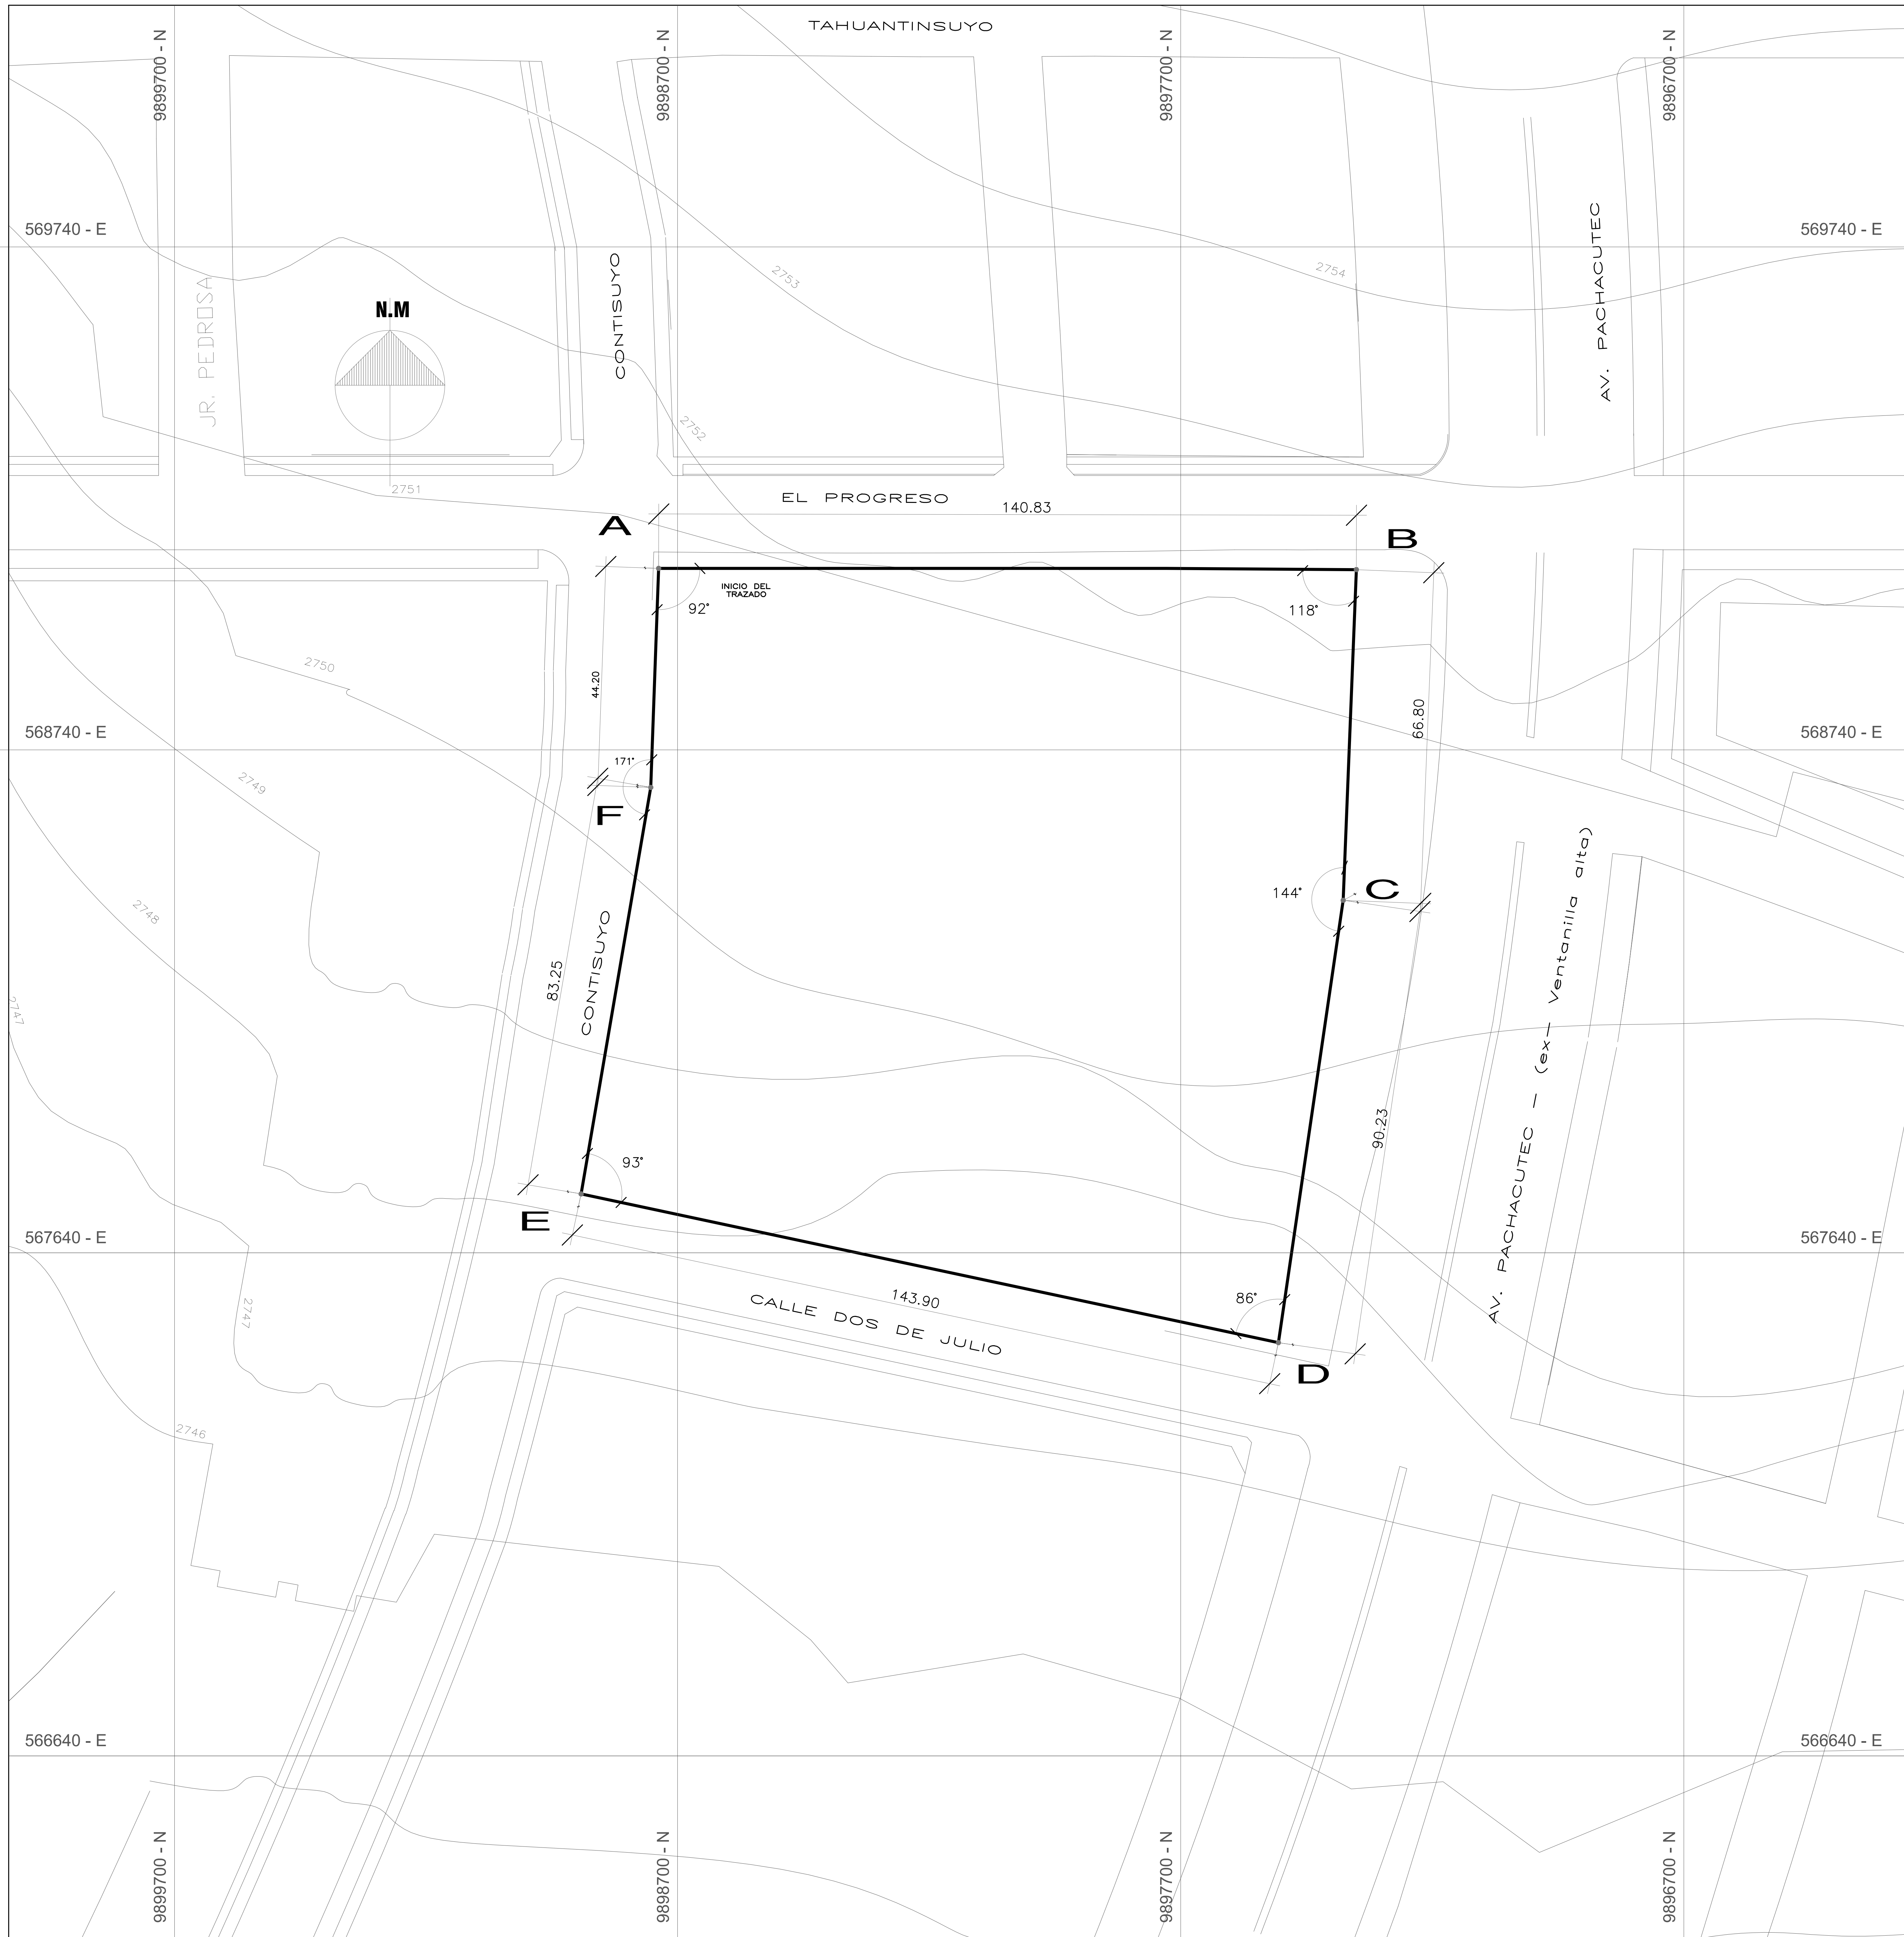 TAHUANTINSUYO
9899700 - N
9898700 - N
9897700 - N
9896700 - N
569740 - E
569740 - E
JR. PEDROSA
N.M
CONTISUYO
2753
2754
AV. PACHACUTEC
2752
2751
EL PROGRESO
140.83
A
B
INICIO DEL
TRAZADO
92°
118°
2750
44.20
66.80
568740 - E
568740 - E
171°
2749
F
144°
C
2748
CONTISUYO
83.25
2747
AV. PACHACUTEC - (ex- Ventanilla alta)
90.23
93°
E
567640 - E
567640 - E
2747
143.90
86°
CALLE DOS DE JULIO
D
2746
566640 - E
566640 - E
9899700 - N
9898700 - N
9897700 - N
9896700 - N